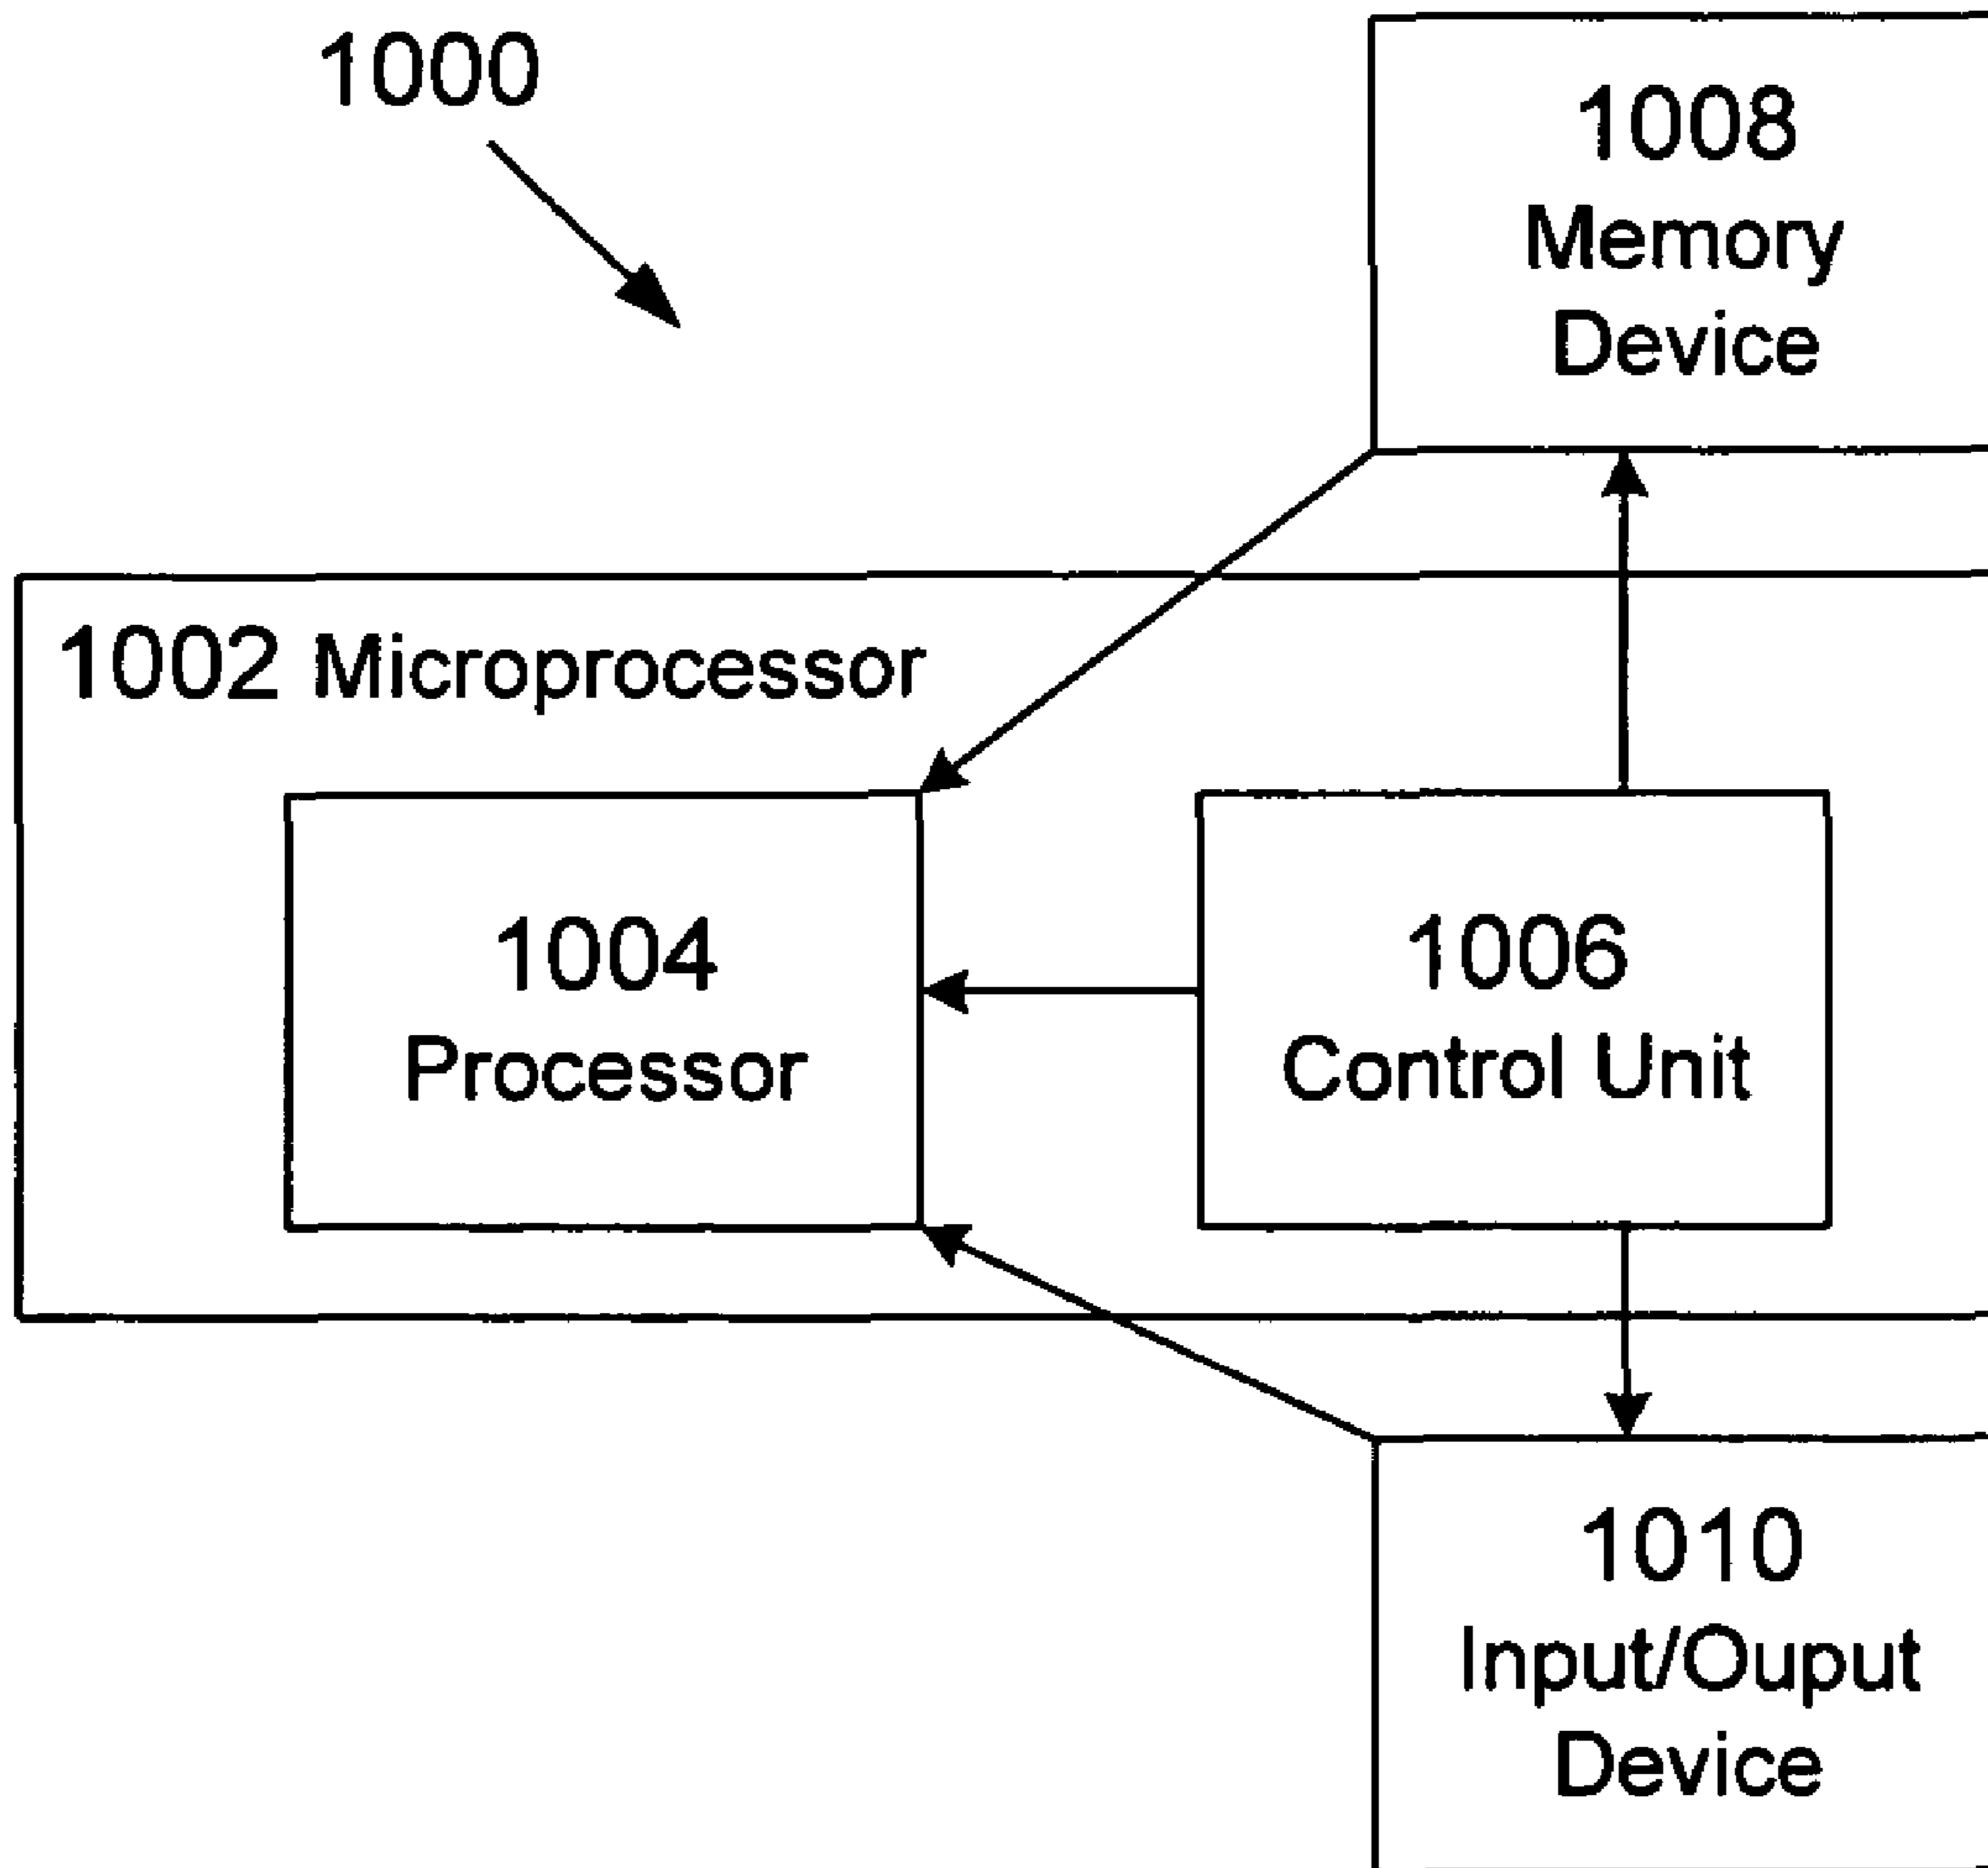 1000
1008
Memory
Device
1002 Microprocessor
1004
Processor
1006
Control Unit
1010
Input/Ouput
Device